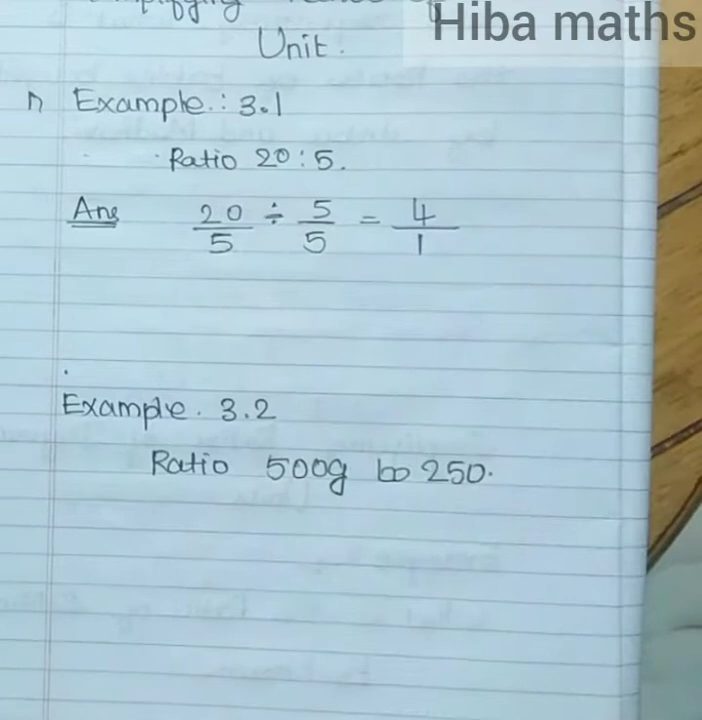 Hiba maths
Unit.
Example.: 3.1
Ratio 20:5.
Ans 20/5 ÷ 5/5 = 4/1
Example. 3.2
Ratio 500g to 250.